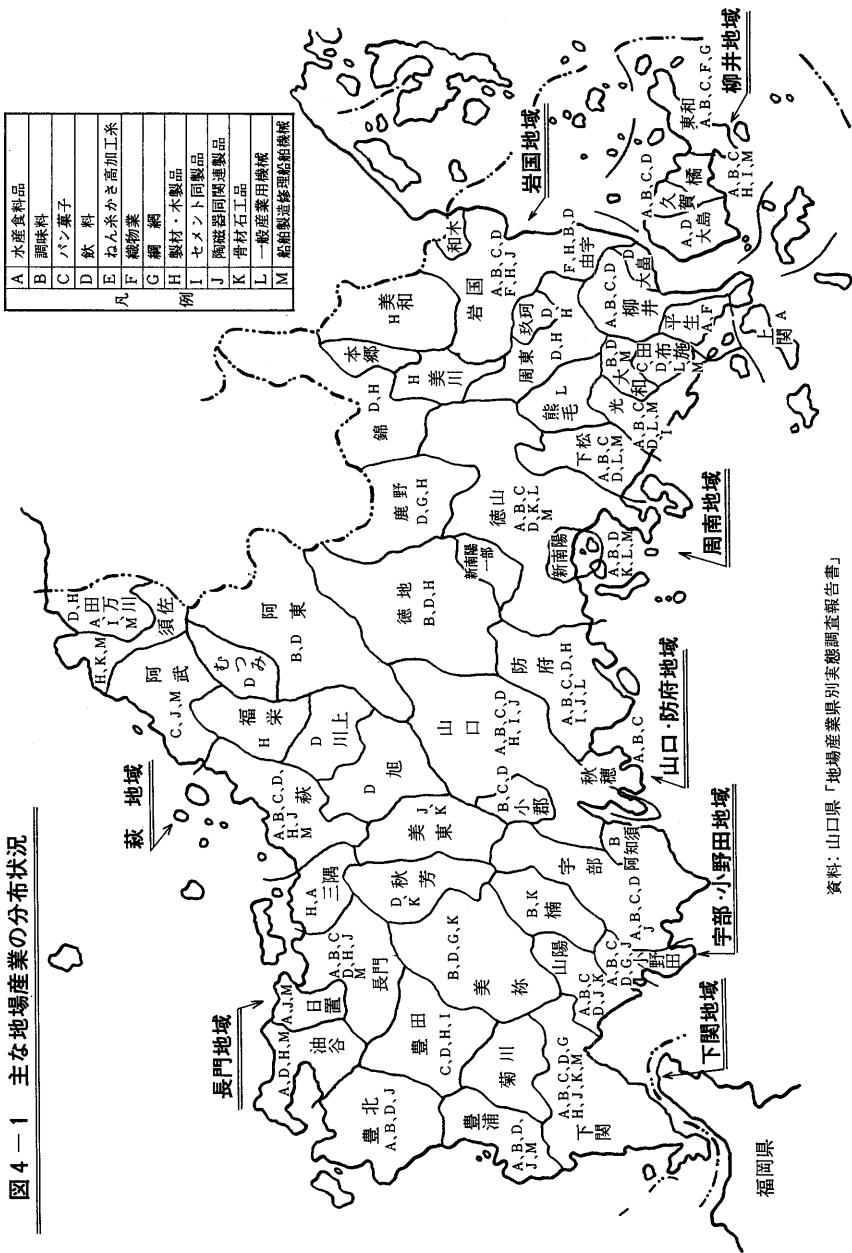 図4-1 主な地場産業の分布状況
凡例
A 水産食料品
B 調味料
C パン菓子
D 飲料
E ねん糸かさ高加工糸
F 織物業
G 綱網
H 製材・木製品
I セメント同製品
J 陶磁器同関連製品
K 骨材石工品
L 一般産業用機械
M 船舶製造修理船舶機械
長門地域
萩地域
下関地域
宇部・小野田地域
山口・防府地域
周南地域
岩国地域
柳井地域
福岡県
豊北
A、B、D、J
豊浦
A、B、D、
J、M
下関
A、B、C、D、G
H、J、K、M
菊川
豊田
C、D、H、I
油谷
A、D、H、M
日置
A、J、M
長門
A、B、C
D、H、J
M
三隅
H、A
美祢
B、D、G、K
秋芳
D、
K
美東
J、
K
山陽
A、B、C
D、J、K
小野田
A、B、C
D、G、J
楠
B、K
宇部
A、B、C、D
J
阿知須
B
萩
A、B、C、D、
H、J
M
旭
D
川上
D
福栄
H
むつみ
D
阿武
C、J、M
須佐
H、K、M
田万川
A
I
M
D、H
阿東
B、D
山口
A、B、C、D
H、I、J
小郡
B、C、D
秋穂
A、B、C
防府
A、B、C、D、H
I、J、L
徳地
B、D、H
新南陽一部
新南陽
A、B、D
K、L、M
徳山
A、B、C
D、K、L
M
鹿野
D、G、H
下松
A、B、C
D、L、M
光
A、B、C
D、L、M
I
熊毛
L
大和
B、D
M
田布施
C
D
L、
M
平生
A、F
上関
A
柳井
A、B、C、D
大畠
D
由宇
F、H、B、D
周東
D、H
玖珂
D、
H
岩国
A、B、C、D
F、H、J
和木
美和
H
本郷
美川
H
錦
D、H
大島
A、D
久賀
A、B、C、D
橘
A、B、C
H、I、M
東和
A、B、C、F、G
資料:山口県「地場産業県別実態調査報告書」